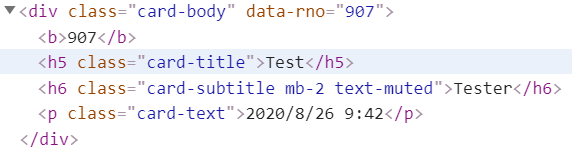 ▼<div class="card-body" data-rno="907">
<b>907</b>
<h5 class="card-title">Test</h5>
<h6 class="card-subtitle mb-2 text-muted">Tester</h6>
<p class="card-text">2020/8/26 9:42</p>
</div>